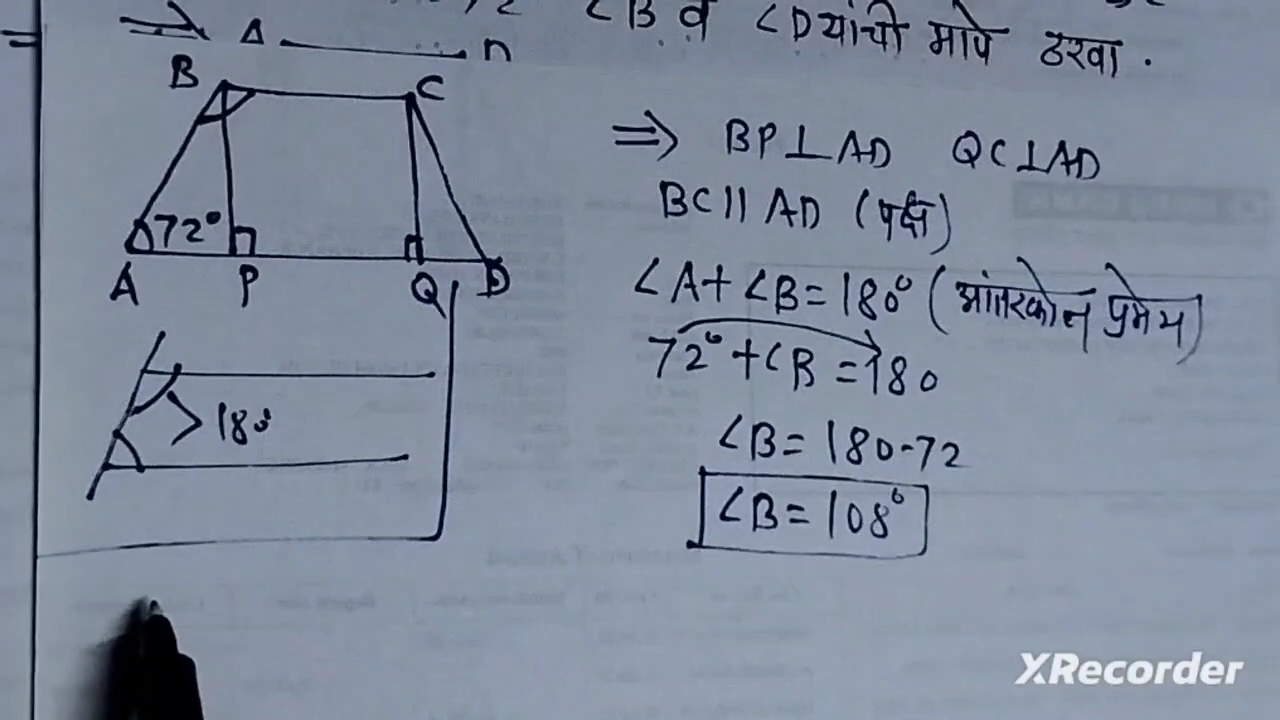 ∠B व ∠D यांची मापे ठरवा.
B C
72°
A P Q D
180°
⇒ BP⊥AD QC⊥AD
BC || AD (पक्ष)
∠A + ∠B = 180° (आंतरकोन प्रमेय)
72° + ∠B = 180
∠B = 180-72
∠B = 108°
XRecorder